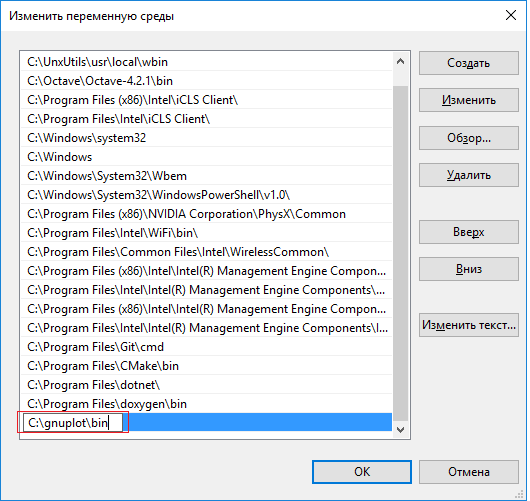 Изменить переменную среды
C:\UnxUtils\usr\local\wbin
C:\Octave\Octave-4.2.1\bin
C:\Program Files (x86)\Intel\iCLS Client\
C:\Program Files\Intel\iCLS Client\
C:\Windows\system32
C:\Windows
C:\Windows\System32\Wbem
C:\Windows\System32\WindowsPowerShell\v1.0\
C:\Program Files (x86)\NVIDIA Corporation\PhysX\Common
C:\Program Files\Intel\WiFi\bin\
C:\Program Files\Common Files\Intel\WirelessCommon\
C:\Program Files (x86)\Intel\Intel(R) Management Engine Compon...
C:\Program Files\Intel\Intel(R) Management Engine Components\...
C:\Program Files (x86)\Intel\Intel(R) Management Engine Compon...
C:\Program Files\Intel\Intel(R) Management Engine Components\I...
C:\Program Files\Git\cmd
C:\Program Files\CMake\bin
C:\Program Files\dotnet\
C:\Program Files\doxygen\bin
C:\gnuplot\bin
Создать
Изменить
Обзор...
Удалить
Вверх
Вниз
Изменить текст...
OK
Отмена